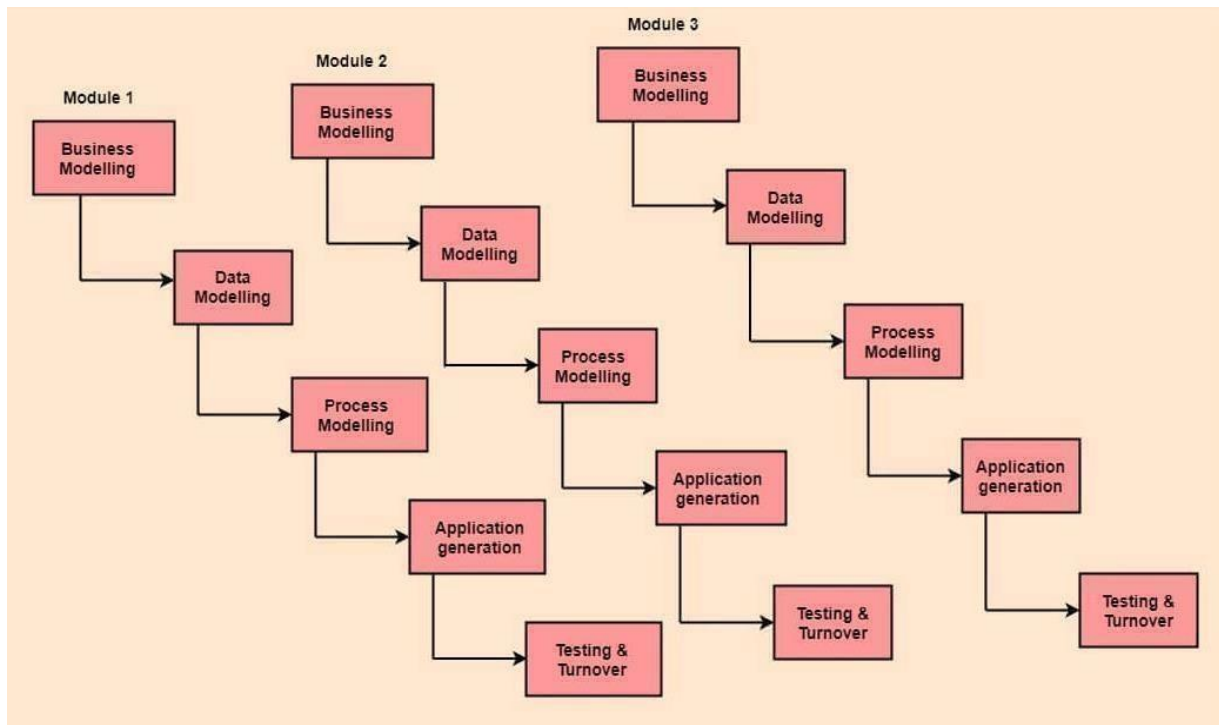 Module 1
Business
Modelling
Data
Modelling
Process
Modelling
Application
generation
Testing &
Turnover
Module 2
Business
Modelling
Data
Modelling
Process
Modelling
Application
generation
Testing &
Turnover
Module 3
Business
Modelling
Data
Modelling
Process
Modelling
Application
generation
Testing &
Turnover